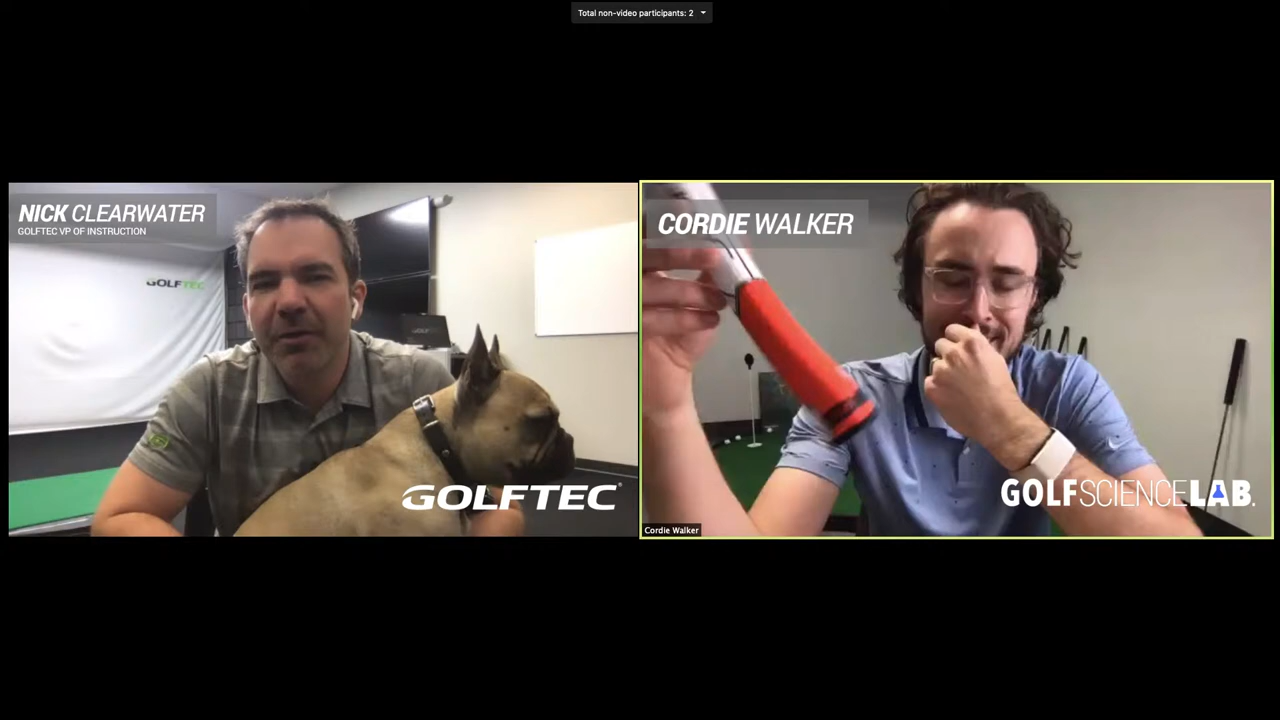 Total non-video participants: 2
NICK CLEARWATER
GOLFTEC VP OF INSTRUCTION
GOLFTEC
GOLFTEC®
CORDIE WALKER
GOLFSCIENCELAB.
Cordie Walker